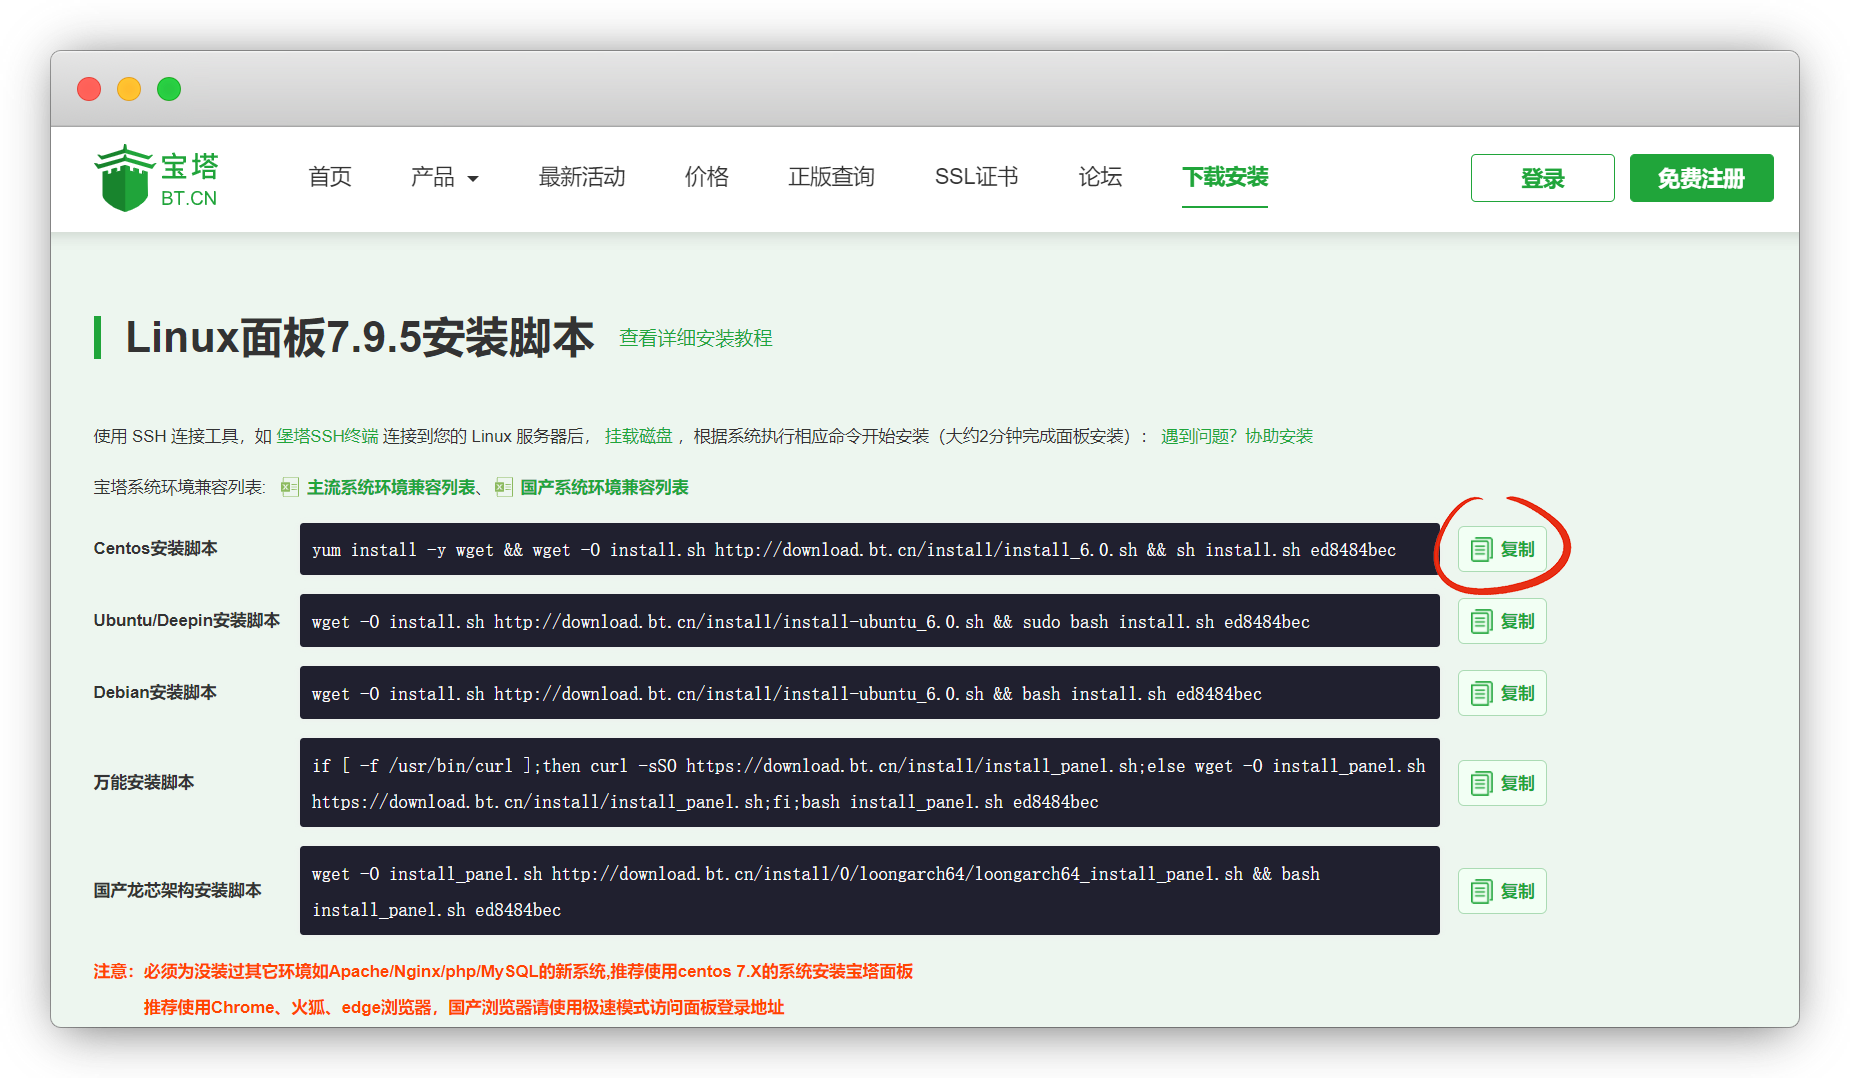 宝塔
BT.CN
首页 产品 最新活动 价格 正版查询 SSL证书 论坛 下载安装 登录 免费注册
Linux面板7.9.5安装脚本 查看详细安装教程
使用 SSH 连接工具，如 堡塔SSH终端 连接到您的 Linux 服务器后， 挂载磁盘 ，根据系统执行相应命令开始安装（大约2分钟完成面板安装）： 遇到问题？协助安装
宝塔系统环境兼容列表: 主流系统环境兼容列表、 国产系统环境兼容列表
Centos安装脚本 yum install -y wget && wget -O install.sh http://download.bt.cn/install/install_6.0.sh && sh install.sh ed8484bec 复制
Ubuntu/Deepin安装脚本 wget -O install.sh http://download.bt.cn/install/install-ubuntu_6.0.sh && sudo bash install.sh ed8484bec 复制
Debian安装脚本 wget -O install.sh http://download.bt.cn/install/install-ubuntu_6.0.sh && bash install.sh ed8484bec 复制
万能安装脚本 if [ -f /usr/bin/curl ];then curl -sSO https://download.bt.cn/install/install_panel.sh;else wget -O install_panel.sh
https://download.bt.cn/install/install_panel.sh;fi;bash install_panel.sh ed8484bec 复制
国产龙芯架构安装脚本 wget -O install_panel.sh http://download.bt.cn/install/0/loongarch64/loongarch64_install_panel.sh && bash
install_panel.sh ed8484bec 复制
注意：必须为没装过其它环境如Apache/Nginx/php/MySQL的新系统,推荐使用centos 7.X的系统安装宝塔面板
推荐使用Chrome、火狐、edge浏览器，国产浏览器请使用极速模式访问面板登录地址